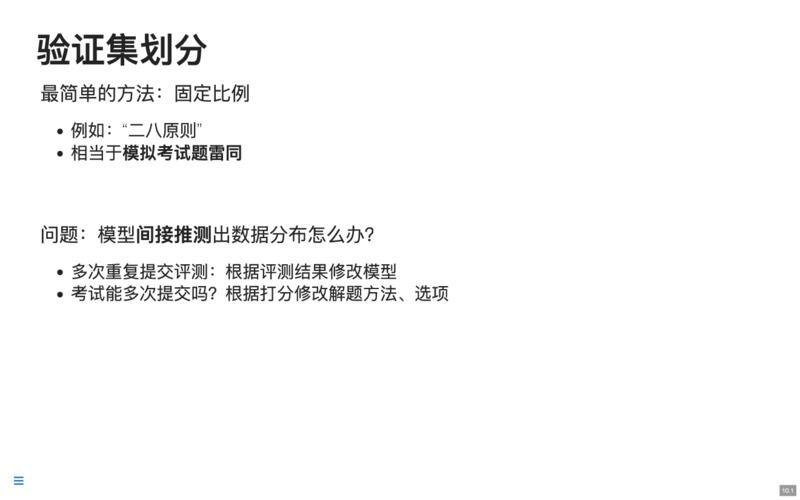 验证集划分
最简单的方法：固定比例
例如：“二八原则”
相当于模拟考试题雷同
问题：模型间接推测出数据分布怎么办？
多次重复提交评测：根据评测结果修改模型
考试能多次提交吗？根据打分修改解题方法、选项
10.1